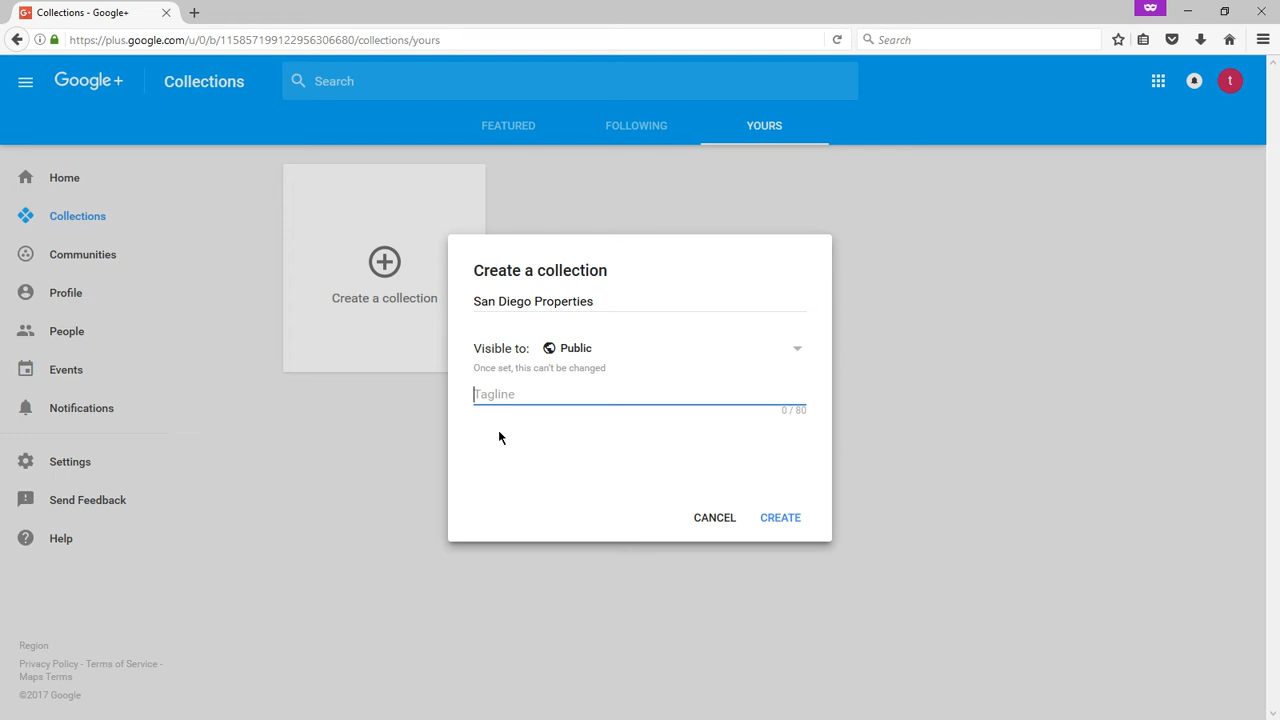 Collections - Google+
https://plus.google.com/u/0/b/115857199122956306680/collections/yours
Search
Google+
Collections
Search
t
FEATURED
FOLLOWING
YOURS
Home
Collections
Communities
Profile
People
Events
Notifications
Settings
Send Feedback
Help
Create a collection
Create a collection
San Diego Properties
Visible to: Public
Once set, this can't be changed
Tagline
0 / 80
CANCEL
CREATE
Region
Privacy Policy - Terms of Service -
Maps Terms
©2017 Google